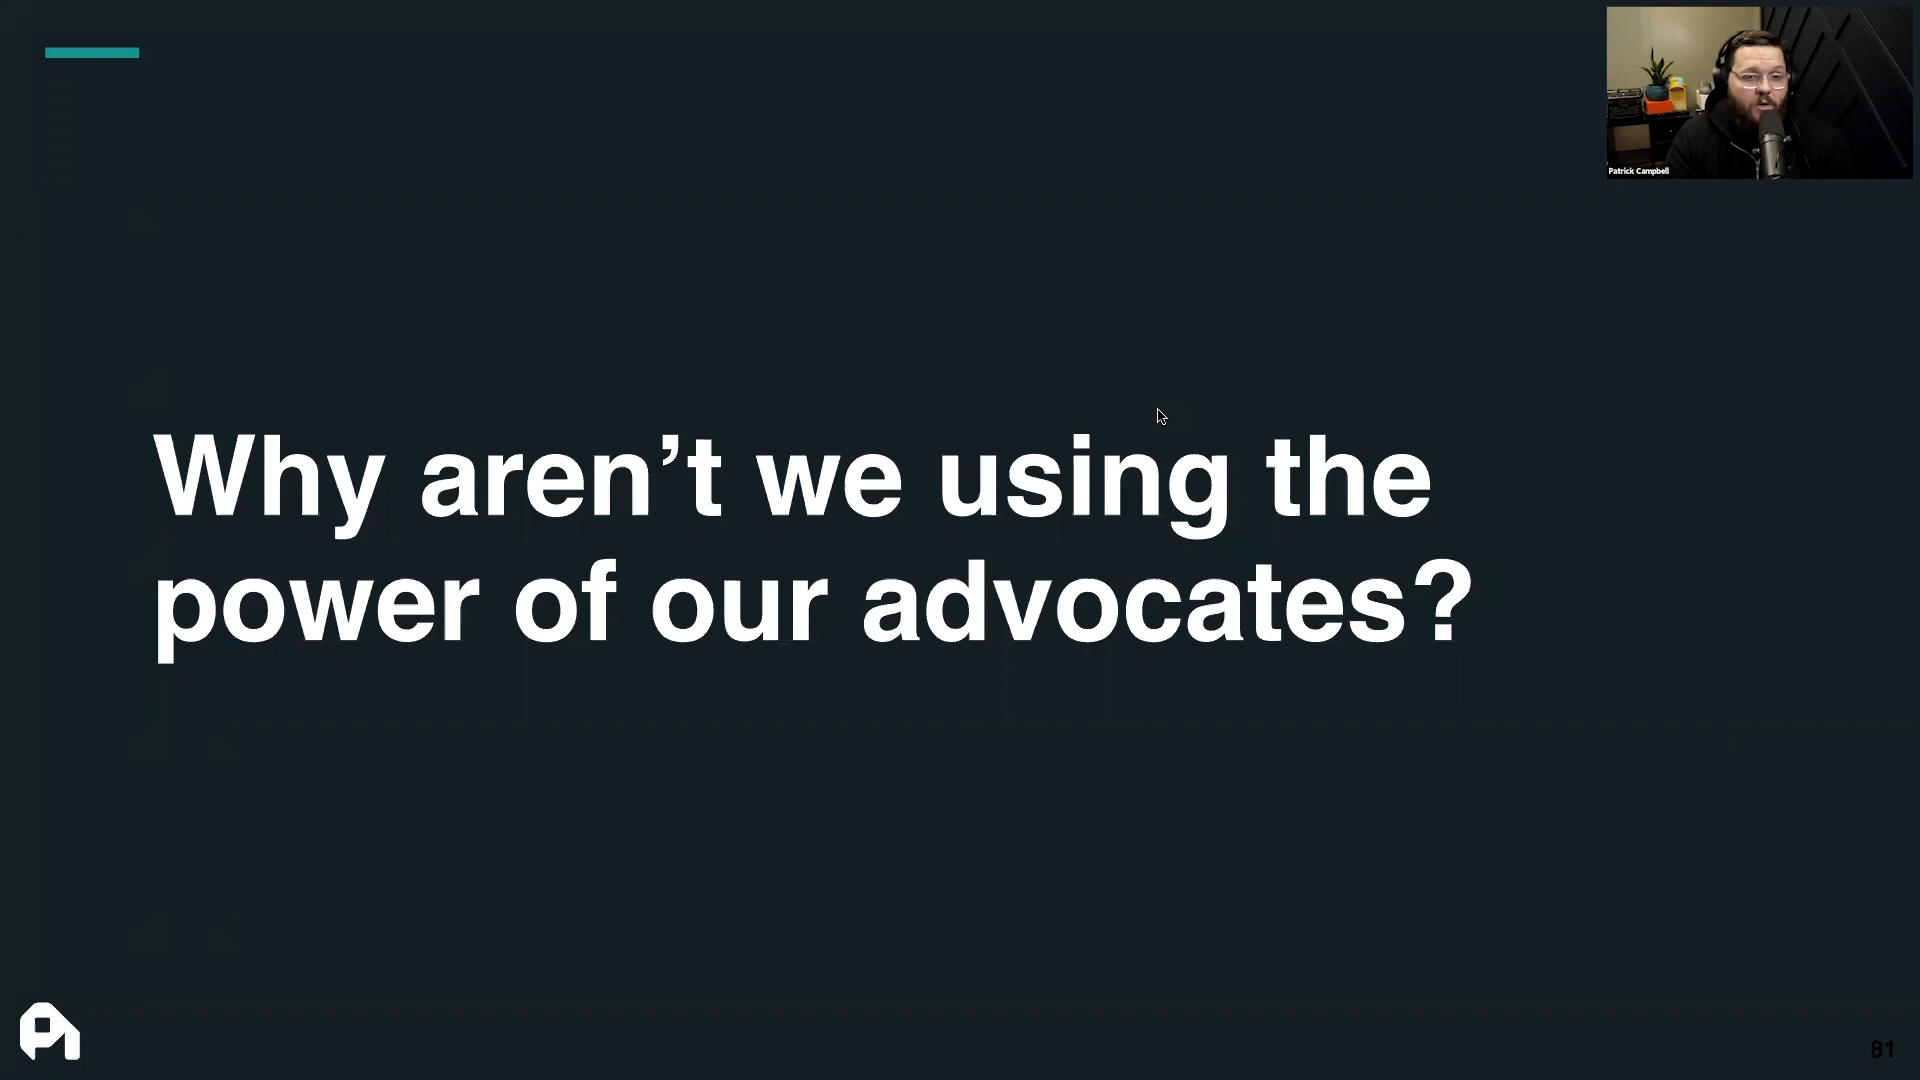 Patrick Campbell
Why aren’t we using the
power of our advocates?
81